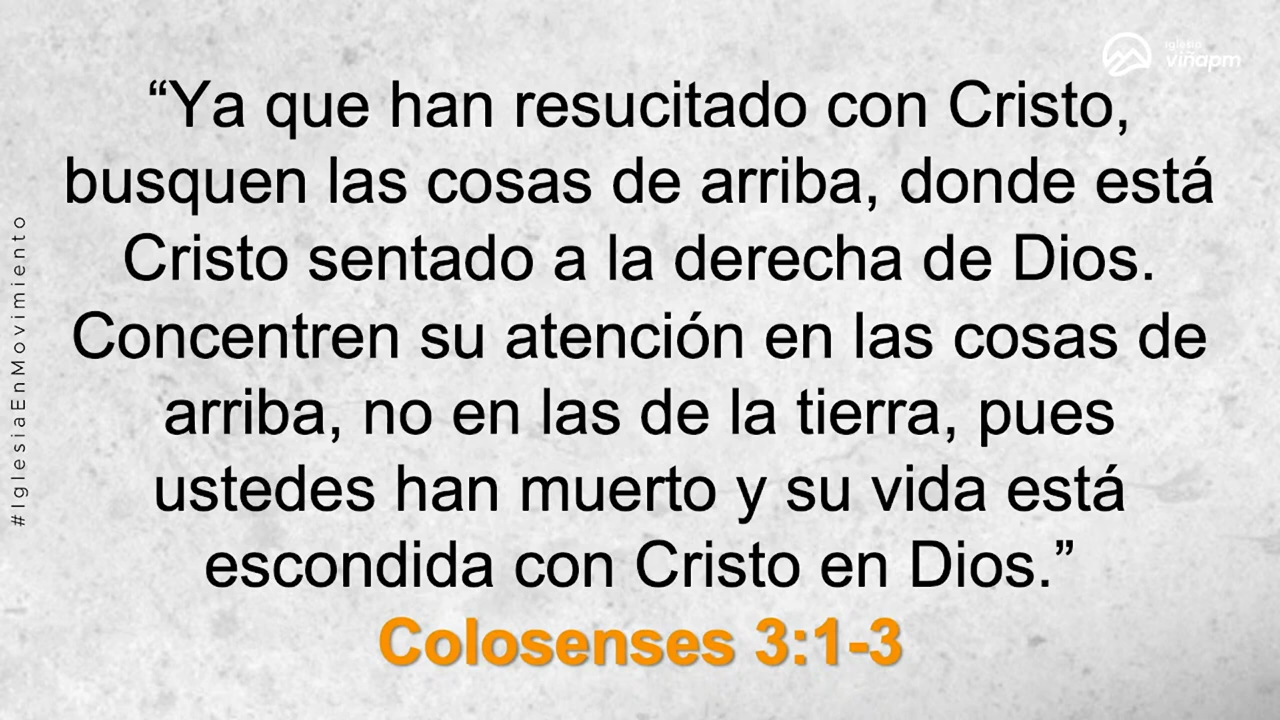 Iglesia
viñapm
“Ya que han resucitado con Cristo,
busquen las cosas de arriba, donde está
Cristo sentado a la derecha de Dios.
Concentren su atención en las cosas de
arriba, no en las de la tierra, pues
ustedes han muerto y su vida está
escondida con Cristo en Dios.”
Colosenses 3:1-3
#IglesiaEnMovimiento